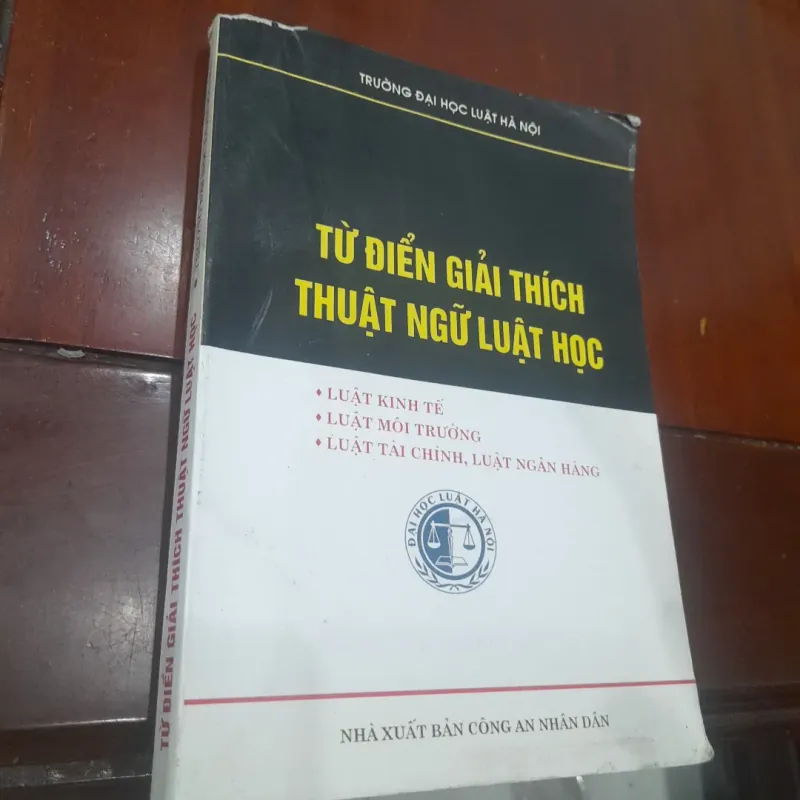 TRƯỜNG ĐẠI HỌC LUẬT HÀ NỘI
TỪ ĐIỂN GIẢI THÍCH
THUẬT NGỮ LUẬT HỌC
♦ LUẬT KINH TẾ
♦ LUẬT MÔI TRƯỜNG
♦ LUẬT TÀI CHÍNH, LUẬT NGÂN HÀNG
ĐẠI HỌC LUẬT HÀ NỘI
NHÀ XUẤT BẢN CÔNG AN NHÂN DÂN
TỪ ĐIỂN GIẢI THÍCH THUẬT NGỮ LUẬT HỌC